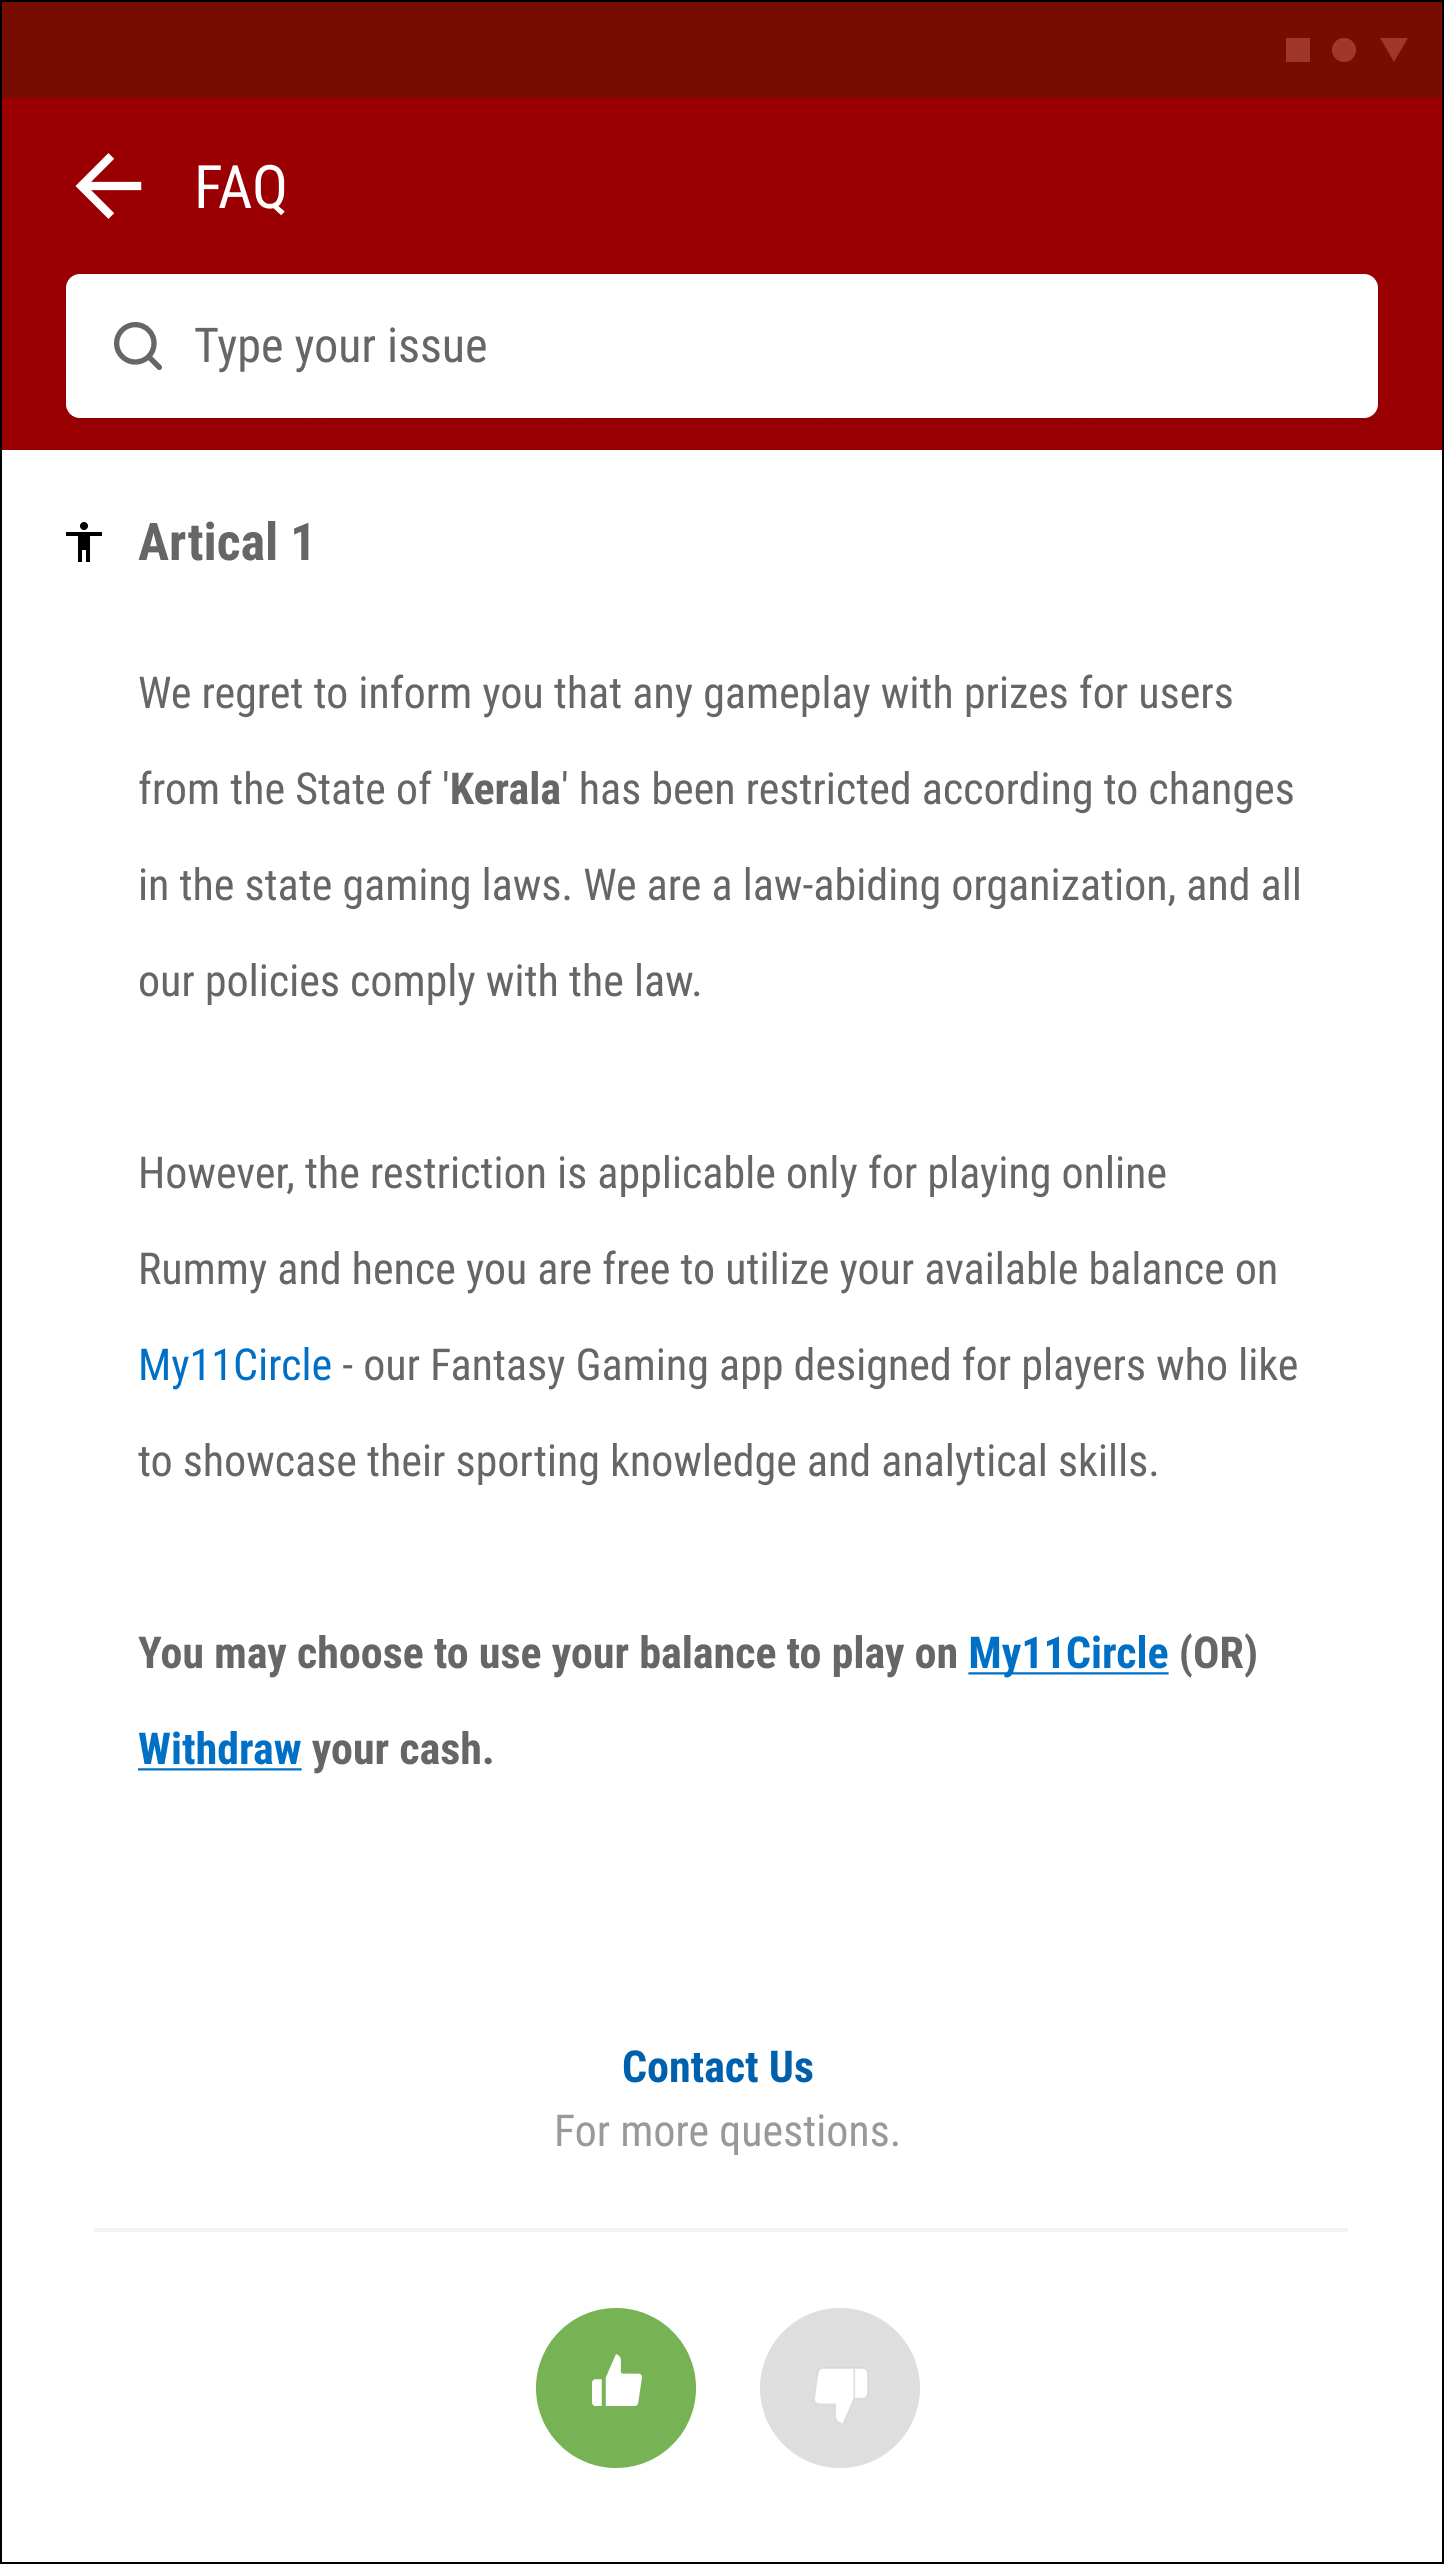 FAQ
Type your issue
Artical 1
We regret to inform you that any gameplay with prizes for users
from the State of 'Kerala' has been restricted according to changes
in the state gaming laws. We are a law-abiding organization, and all
our policies comply with the law.
However, the restriction is applicable only for playing online
Rummy and hence you are free to utilize your available balance on
My11Circle - our Fantasy Gaming app designed for players who like
to showcase their sporting knowledge and analytical skills.
You may choose to use your balance to play on My11Circle (OR)
Withdraw your cash.
Contact Us
For more questions.